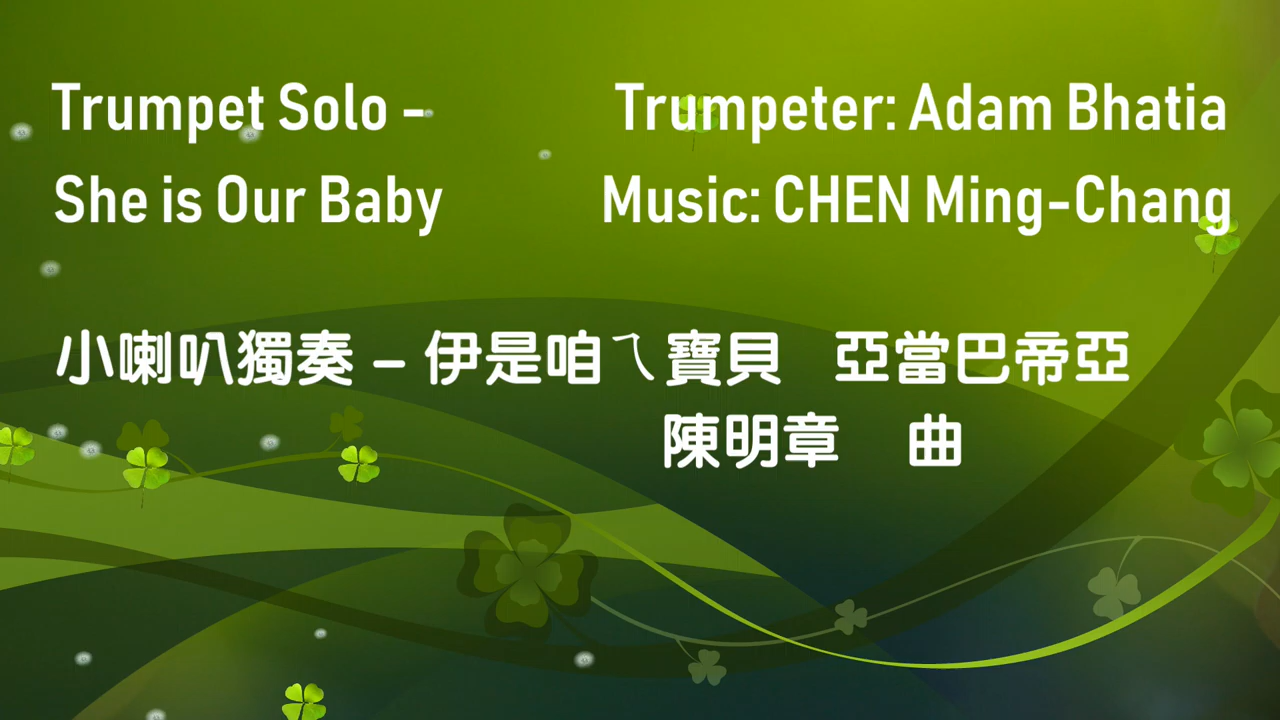 Trumpet Solo –
She is Our Baby
Trumpeter: Adam Bhatia
Music: CHEN Ming-Chang
小喇叭獨奏 – 伊是咱ㄟ寶貝 亞當巴帝亞
陳明章 曲